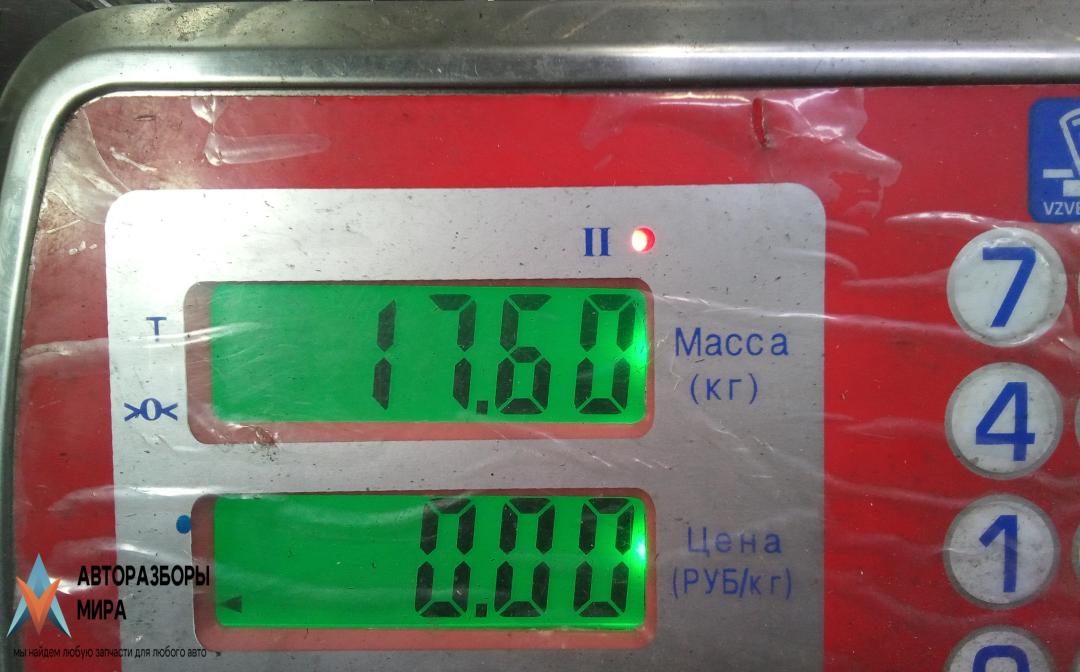 II
T
17.60
Масса
(кг)
>0<
7
4
0.00
Цена
(РУБ/кг)
1
АВТОРАЗБОРЫ
МИРА
мы найдем любую запчасти для любого авто